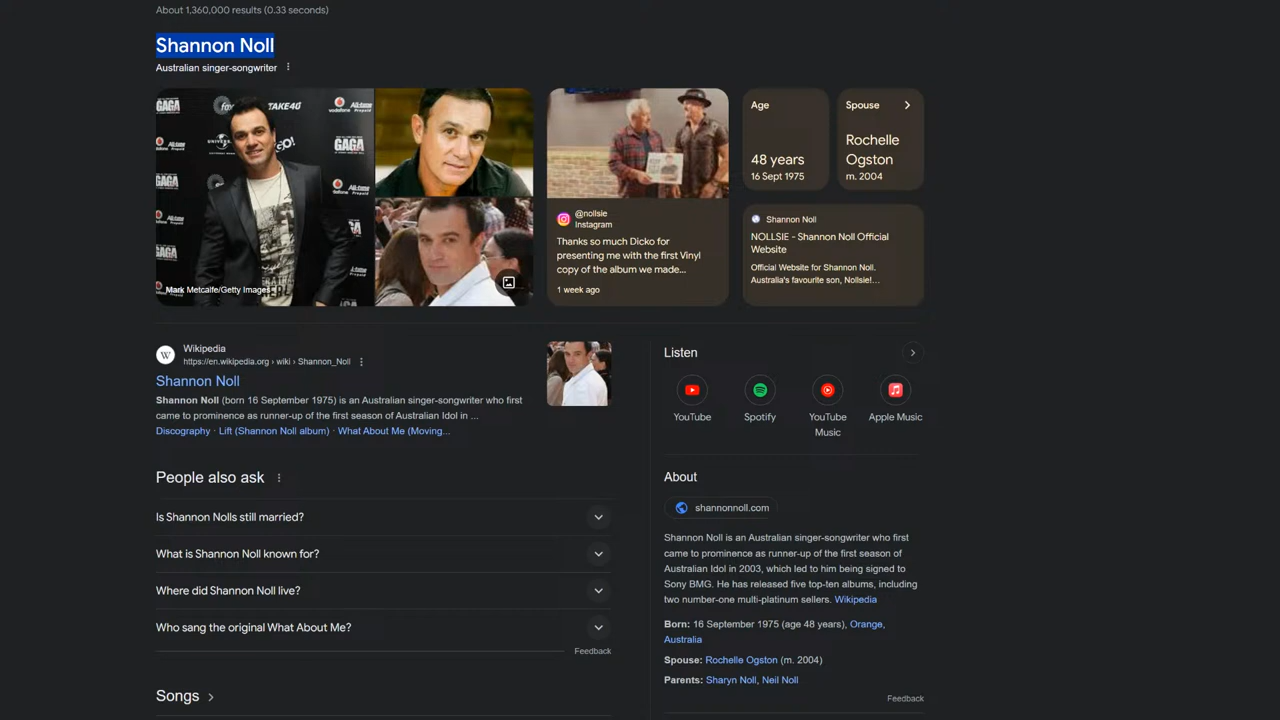 About 1,360,000 results (0.33 seconds)
Shannon Noll
Australian singer-songwriter
GAGA
fox
TAKE40
UNIVERSAL
GO!
vodafone
Allphones
GAGA
Mark Metcalfe/Getty Images
@nollsie
Instagram
Thanks so much Dicko for
presenting me with the first Vinyl
copy of the album we made...
1 week ago
Age
48 years
16 Sept 1975
Spouse
Rochelle
Ogston
m. 2004
Shannon Noll
NOLLSIE - Shannon Noll Official
Website
Official Website for Shannon Noll.
Australia's favourite son, Nollsie!...
W
Wikipedia
https://en.wikipedia.org › wiki › Shannon_Noll
Shannon Noll
Shannon Noll (born 16 September 1975) is an Australian singer-songwriter who first
came to prominence as runner-up of the first season of Australian Idol in ...
Discography · Lift (Shannon Noll album) · What About Me (Moving...
People also ask
Is Shannon Nolls still married?
What is Shannon Noll known for?
Where did Shannon Noll live?
Who sang the original What About Me?
Feedback
Songs
Listen
YouTube
Spotify
YouTube
Music
Apple Music
About
shannonnoll.com
Shannon Noll is an Australian singer-songwriter who first
came to prominence as runner-up of the first season of
Australian Idol in 2003, which led to him being signed to
Sony BMG. He has released five top-ten albums, including
two number-one multi-platinum sellers. Wikipedia
Born: 16 September 1975 (age 48 years), Orange,
Australia
Spouse: Rochelle Ogston (m. 2004)
Parents: Sharyn Noll, Neil Noll
Feedback